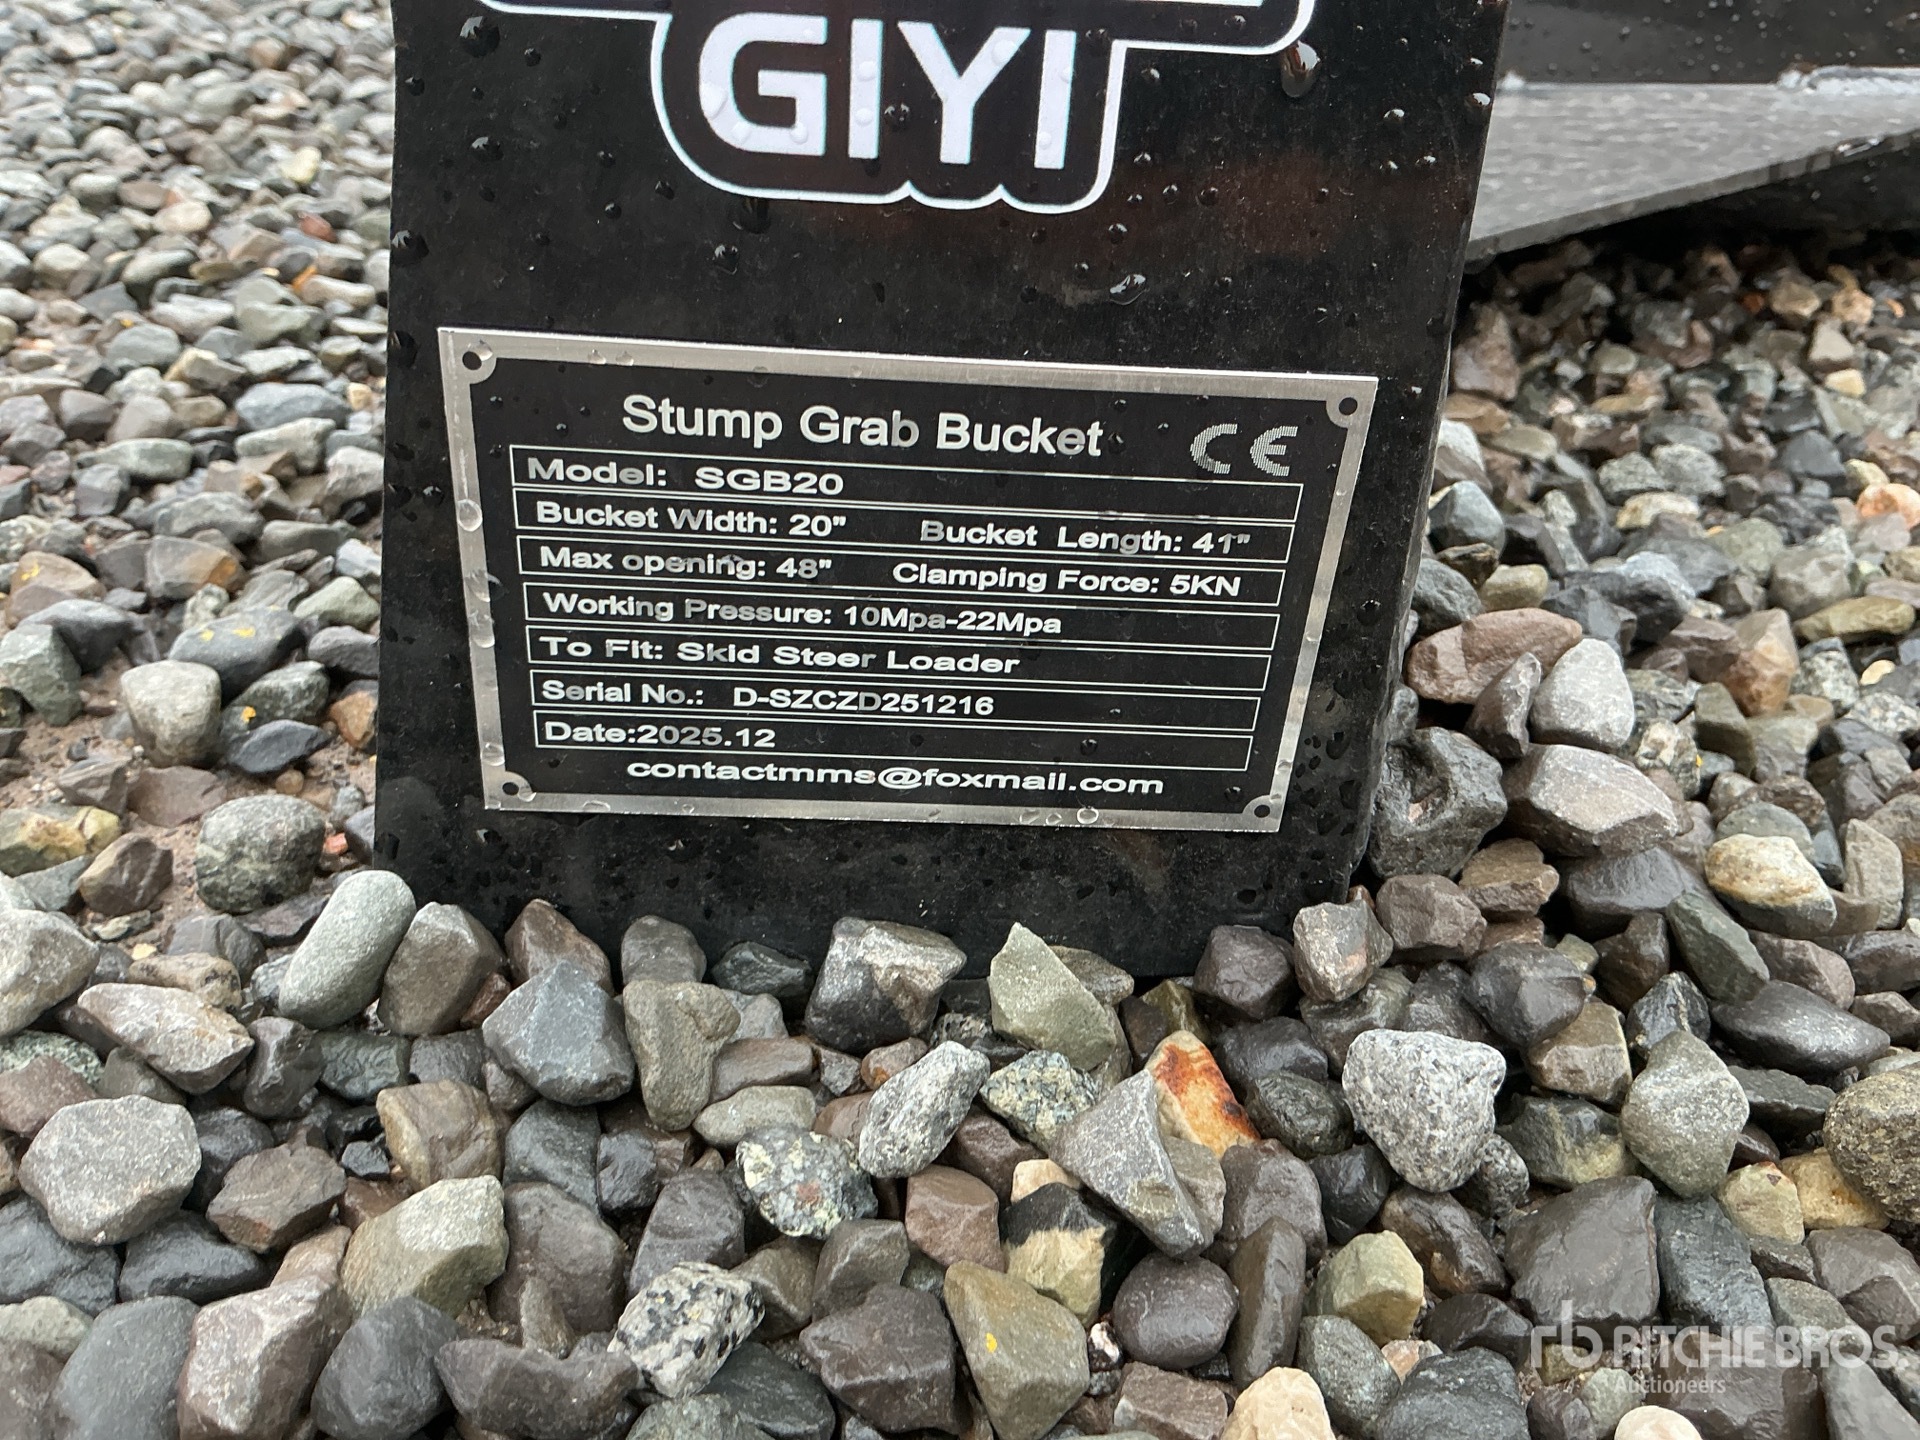 GIYI
Stump Grab Bucket CE
Model: SGB20
Bucket Width: 20" Bucket Length: 41"
Max opening: 48" Clamping Force: 5KN
Working Pressure: 10Mpa-22Mpa
To Fit: Skid Steer Loader
Serial No.: D-SZCZD251216
Date:2025.12
contactmms@foxmail.com
rb RITCHIE BROS.
Auctioneers